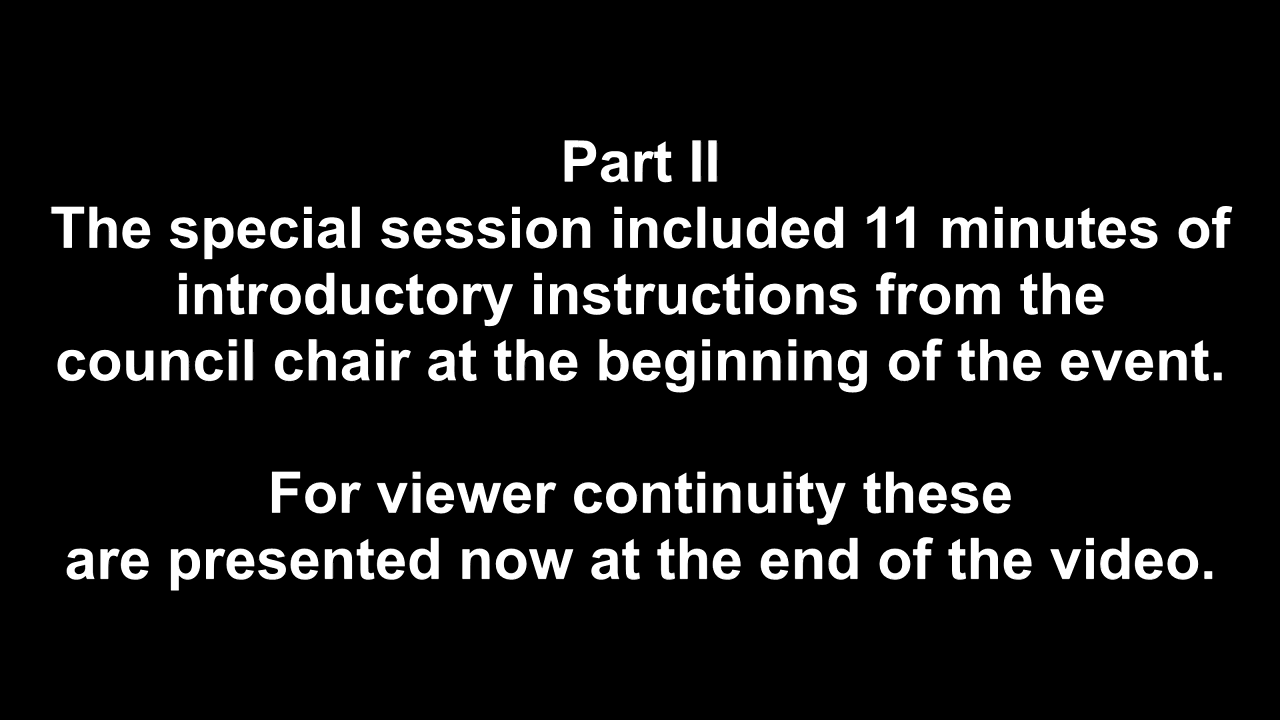 Part II
The special session included 11 minutes of
introductory instructions from the
council chair at the beginning of the event.
For viewer continuity these
are presented now at the end of the video.